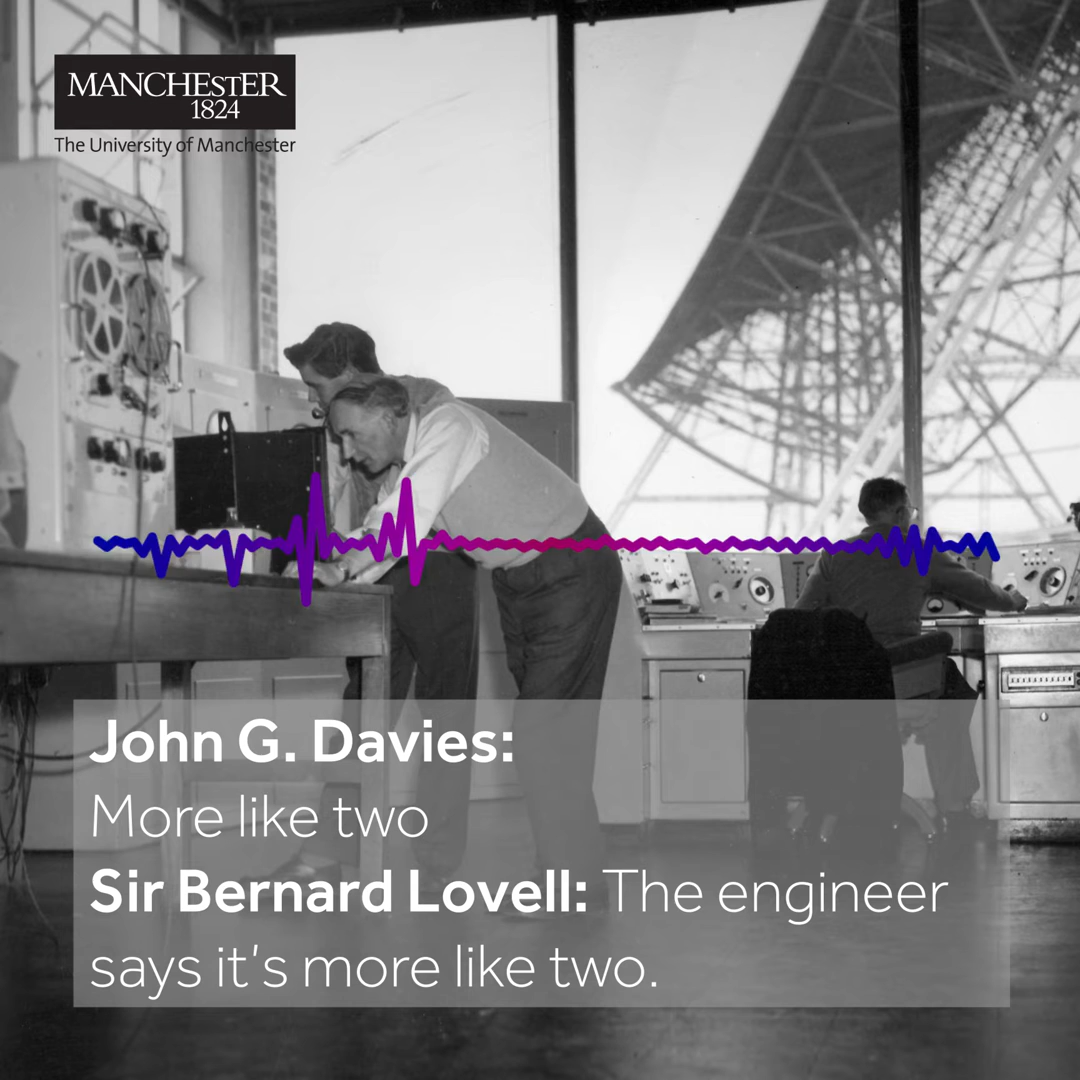 MANCHESTER
1824
The University of Manchester
John G. Davies:
More like two
Sir Bernard Lovell: The engineer
says it's more like two.